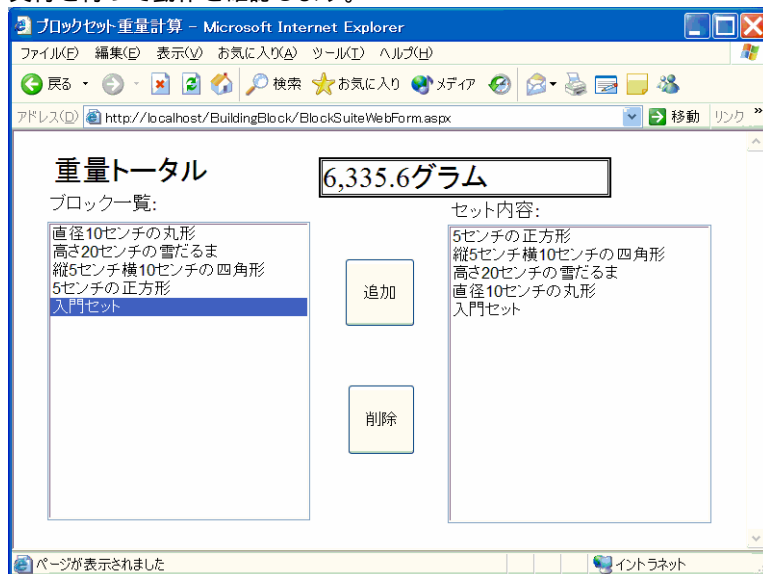 ブロックセット重量計算 - Microsoft Internet Explorer
ファイル(F) 編集(E) 表示(V) お気に入り(A) ツール(T) ヘルプ(H)
戻る 検索 お気に入り メディア
アドレス(D) http://localhost/BuildingBlock/BlockSuiteWebForm.aspx 移動 リンク »
重量トータル 6,335.6グラム
ブロック一覧: セット内容:
直径10センチの丸形
高さ20センチの雪だるま
縦5センチ横10センチの四角形
5センチの正方形
入門セット
追加
削除
5センチの正方形
縦5センチ横10センチの四角形
高さ20センチの雪だるま
直径10センチの丸形
入門セット
ページが表示されました イントラネット